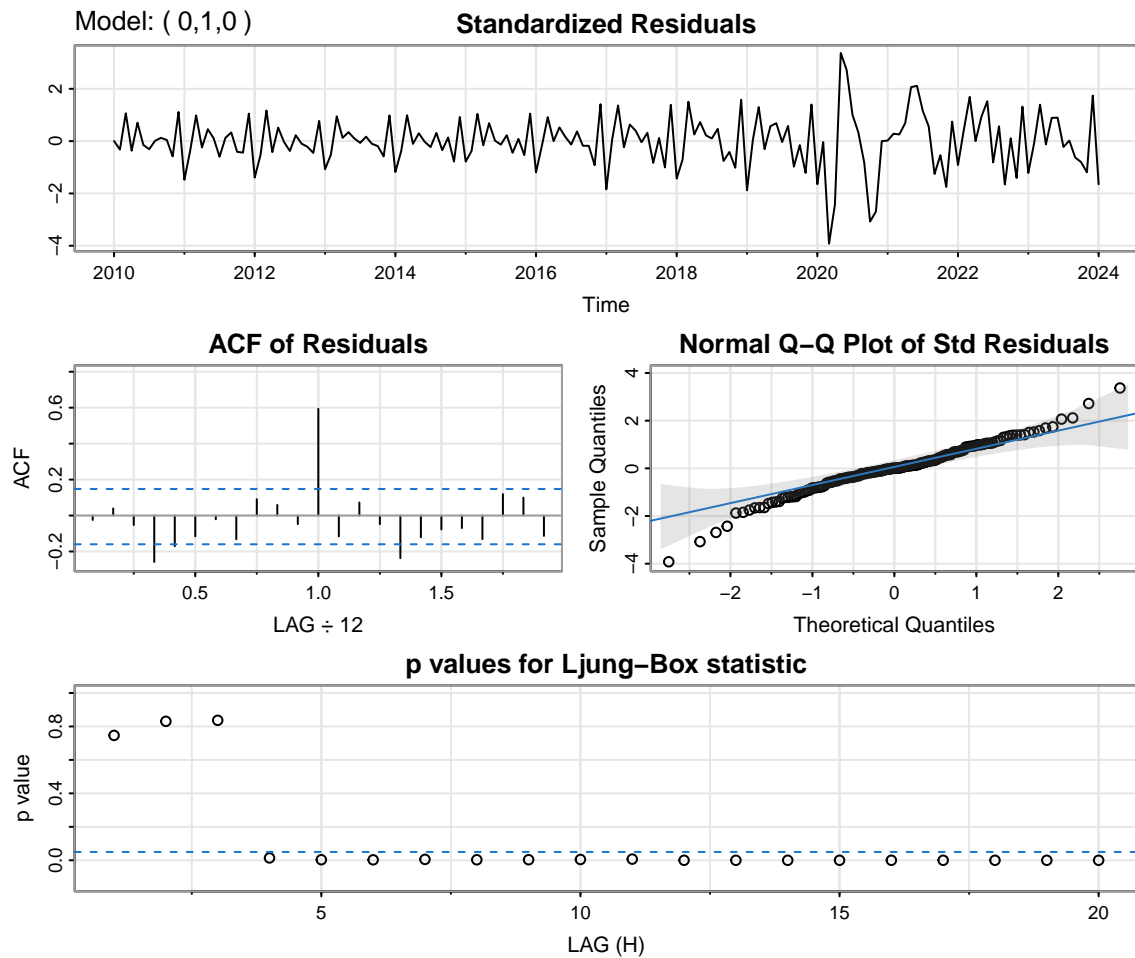 Model: ( 0,1,0 )
Standardized Residuals
2
0
−2
−4
2010 2012 2014 2016 2018 2020 2022 2024
Time
ACF of Residuals
ACF
0.6
0.2
−0.2
0.5 1.0 1.5
LAG ÷ 12
Normal Q−Q Plot of Std Residuals
Sample Quantiles
4
2
0
−2
−4
−2 −1 0 1 2
Theoretical Quantiles
p values for Ljung−Box statistic
p value
0.8
0.4
0.0
5 10 15 20
LAG (H)